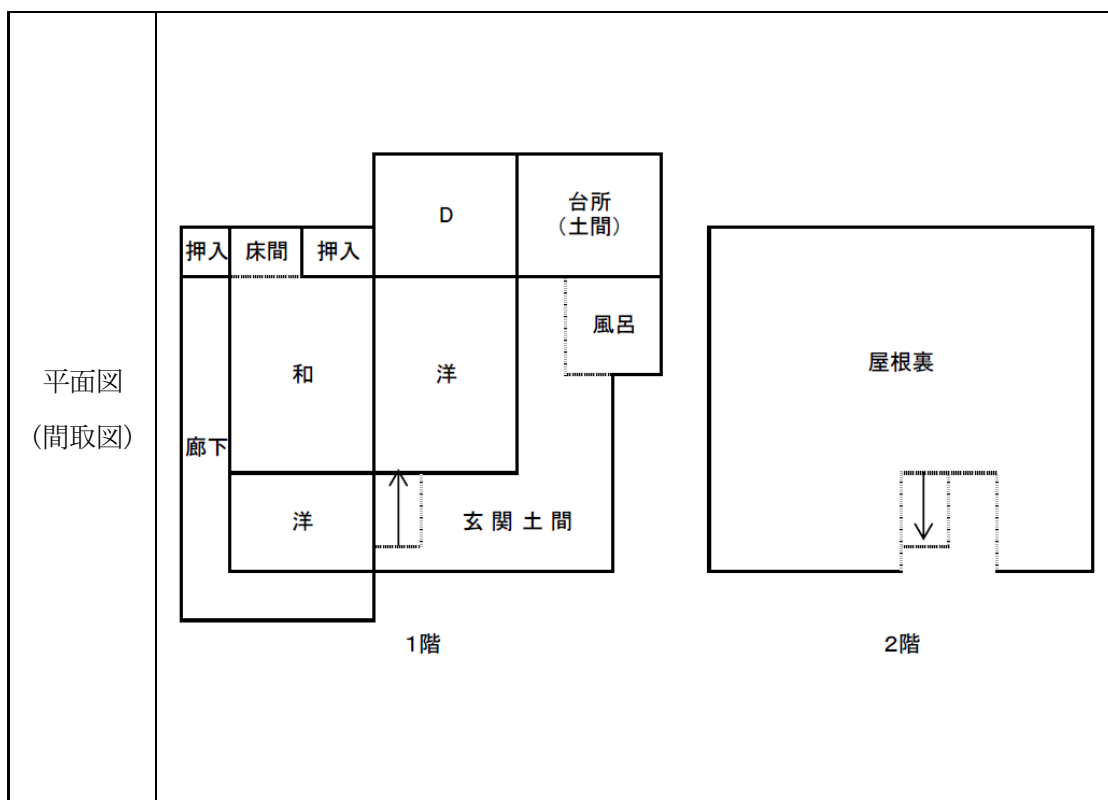 平面図
(間取図)
D
台所
(土間)
押入
床間
押入
風呂
和
洋
廊下
洋
玄関土間
1階
屋根裏
2階